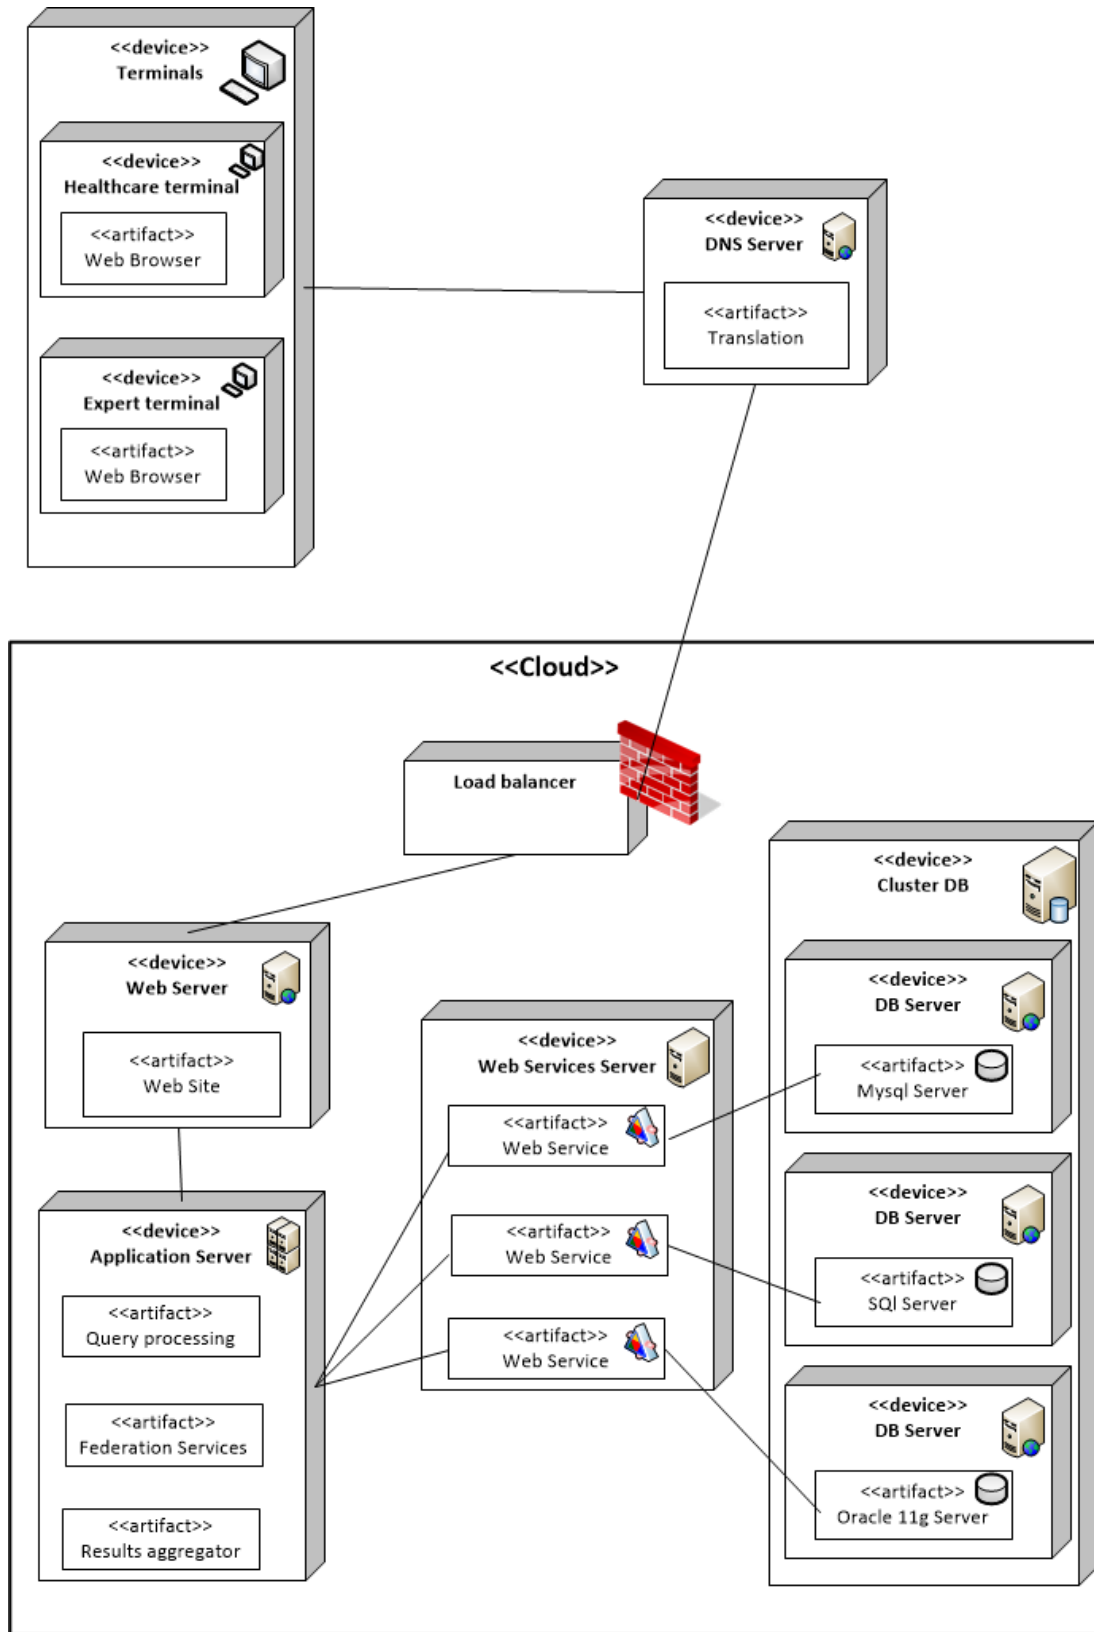 <<device>>
Terminals
<<device>>
Healthcare terminal
<<artifact>>
Web Browser
<<device>>
Expert terminal
<<artifact>>
Web Browser
<<device>>
DNS Server
<<artifact>>
Translation
<<Cloud>>
Load balancer
<<device>>
Web Server
<<artifact>>
Web Site
<<device>>
Application Server
<<artifact>>
Query processing
<<artifact>>
Federation Services
<<artifact>>
Results aggregator
<<device>>
Web Services Server
<<artifact>>
Web Service
<<artifact>>
Web Service
<<artifact>>
Web Service
<<device>>
Cluster DB
<<device>>
DB Server
<<artifact>>
Mysql Server
<<device>>
DB Server
<<artifact>>
SQl Server
<<device>>
DB Server
<<artifact>>
Oracle 11g Server